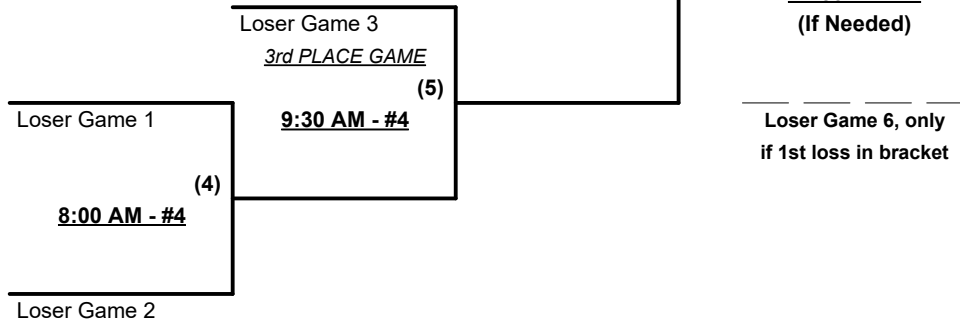 Loser Game 3
(If Needed)
3rd PLACE GAME
(5)
Loser Game 1
9:30 AM - #4
Loser Game 6, only
if 1st loss in bracket
(4)
8:00 AM - #4
Loser Game 2